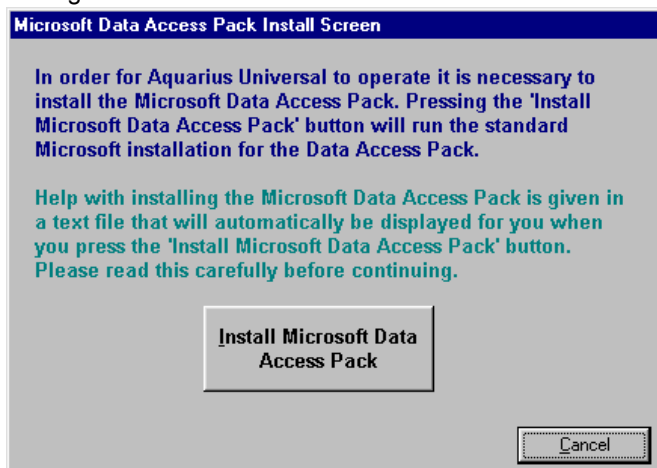 Microsoft Data Access Pack Install Screen
In order for Aquarius Universal to operate it is necessary to
install the Microsoft Data Access Pack. Pressing the 'Install
Microsoft Data Access Pack' button will run the standard
Microsoft installation for the Data Access Pack.
Help with installing the Microsoft Data Access Pack is given in
a text file that will automatically be displayed for you when
you press the 'Install Microsoft Data Access Pack' button.
Please read this carefully before continuing.
Install Microsoft Data
Access Pack
Cancel